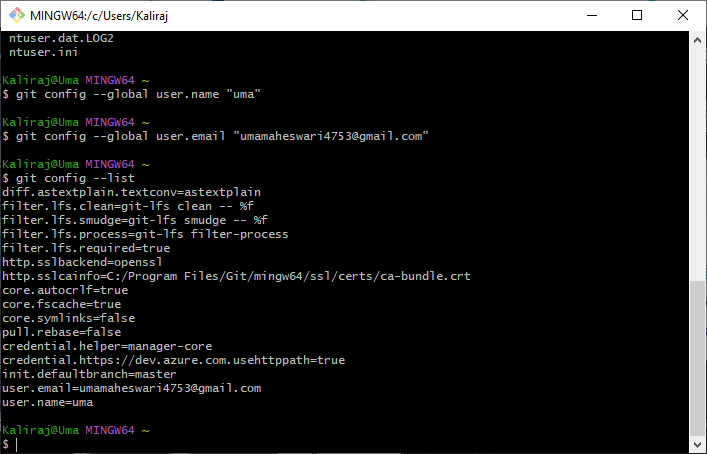 MINGW64:/c/Users/Kaliraj
ntuser.dat.LOG2
ntuser.ini
Kaliraj@Uma MINGW64 ~
$ git config --global user.name "uma"
Kaliraj@Uma MINGW64 ~
$ git config --global user.email "umamaheswari4753@gmail.com"
Kaliraj@Uma MINGW64 ~
$ git config --list
diff.astextplain.textconv=astextplain
filter.lfs.clean=git-lfs clean -- %f
filter.lfs.smudge=git-lfs smudge -- %f
filter.lfs.process=git-lfs filter-process
filter.lfs.required=true
http.sslbackend=openssl
http.sslcainfo=C:/Program Files/Git/mingw64/ssl/certs/ca-bundle.crt
core.autocrlf=true
core.fscache=true
core.symlinks=false
pull.rebase=false
credential.helper=manager-core
credential.https://dev.azure.com.usehttppath=true
init.defaultbranch=master
user.email=umamaheswari4753@gmail.com
user.name=uma
Kaliraj@Uma MINGW64 ~
$